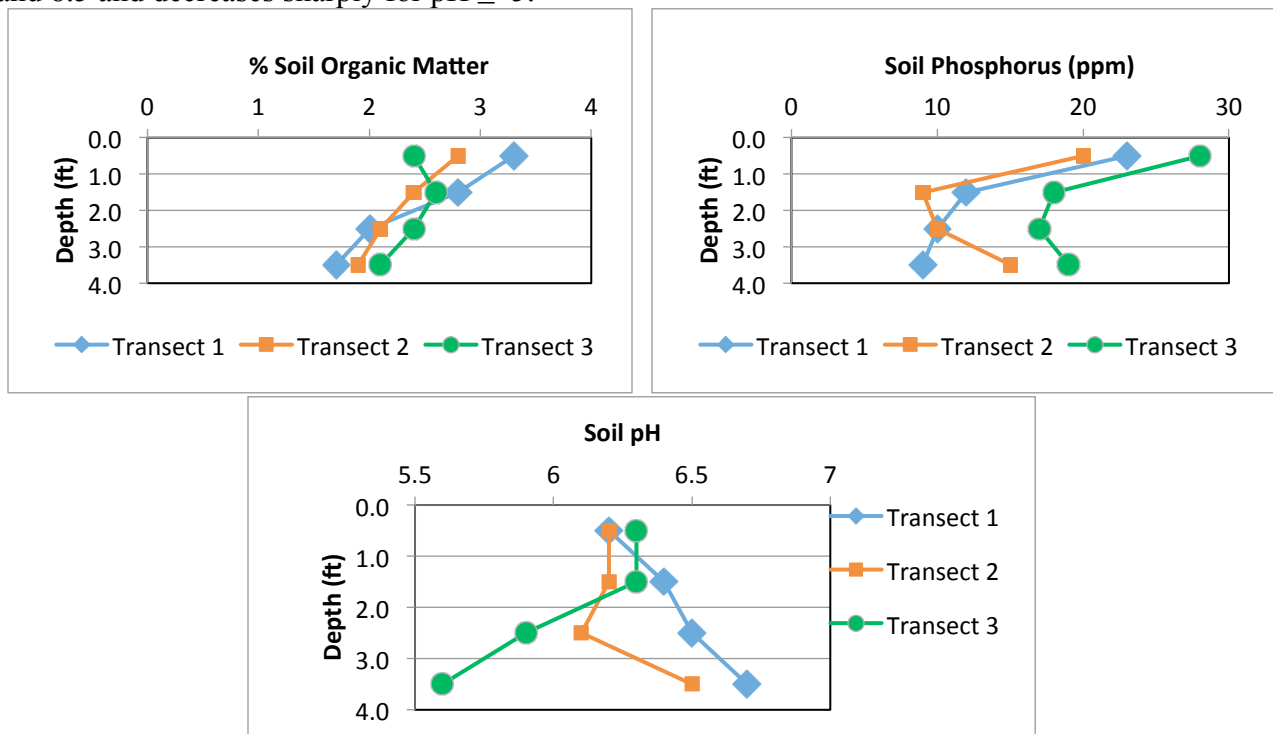 and and decreases sharply for pH
% Soil Organic Matter
0 1 2 3 4
0.0
1.0
2.0
3.0
4.0
Depth (ft)
Transect 1 Transect 2 Transect 3
Soil Phosphorus (ppm)
0 10 20 30
0.0
1.0
2.0
3.0
4.0
Depth (ft)
Transect 1 Transect 2 Transect 3
Soil pH
5.5 6 6.5 7
0.0
1.0
2.0
3.0
4.0
Depth (ft)
Transect 1
Transect 2
Transect 3